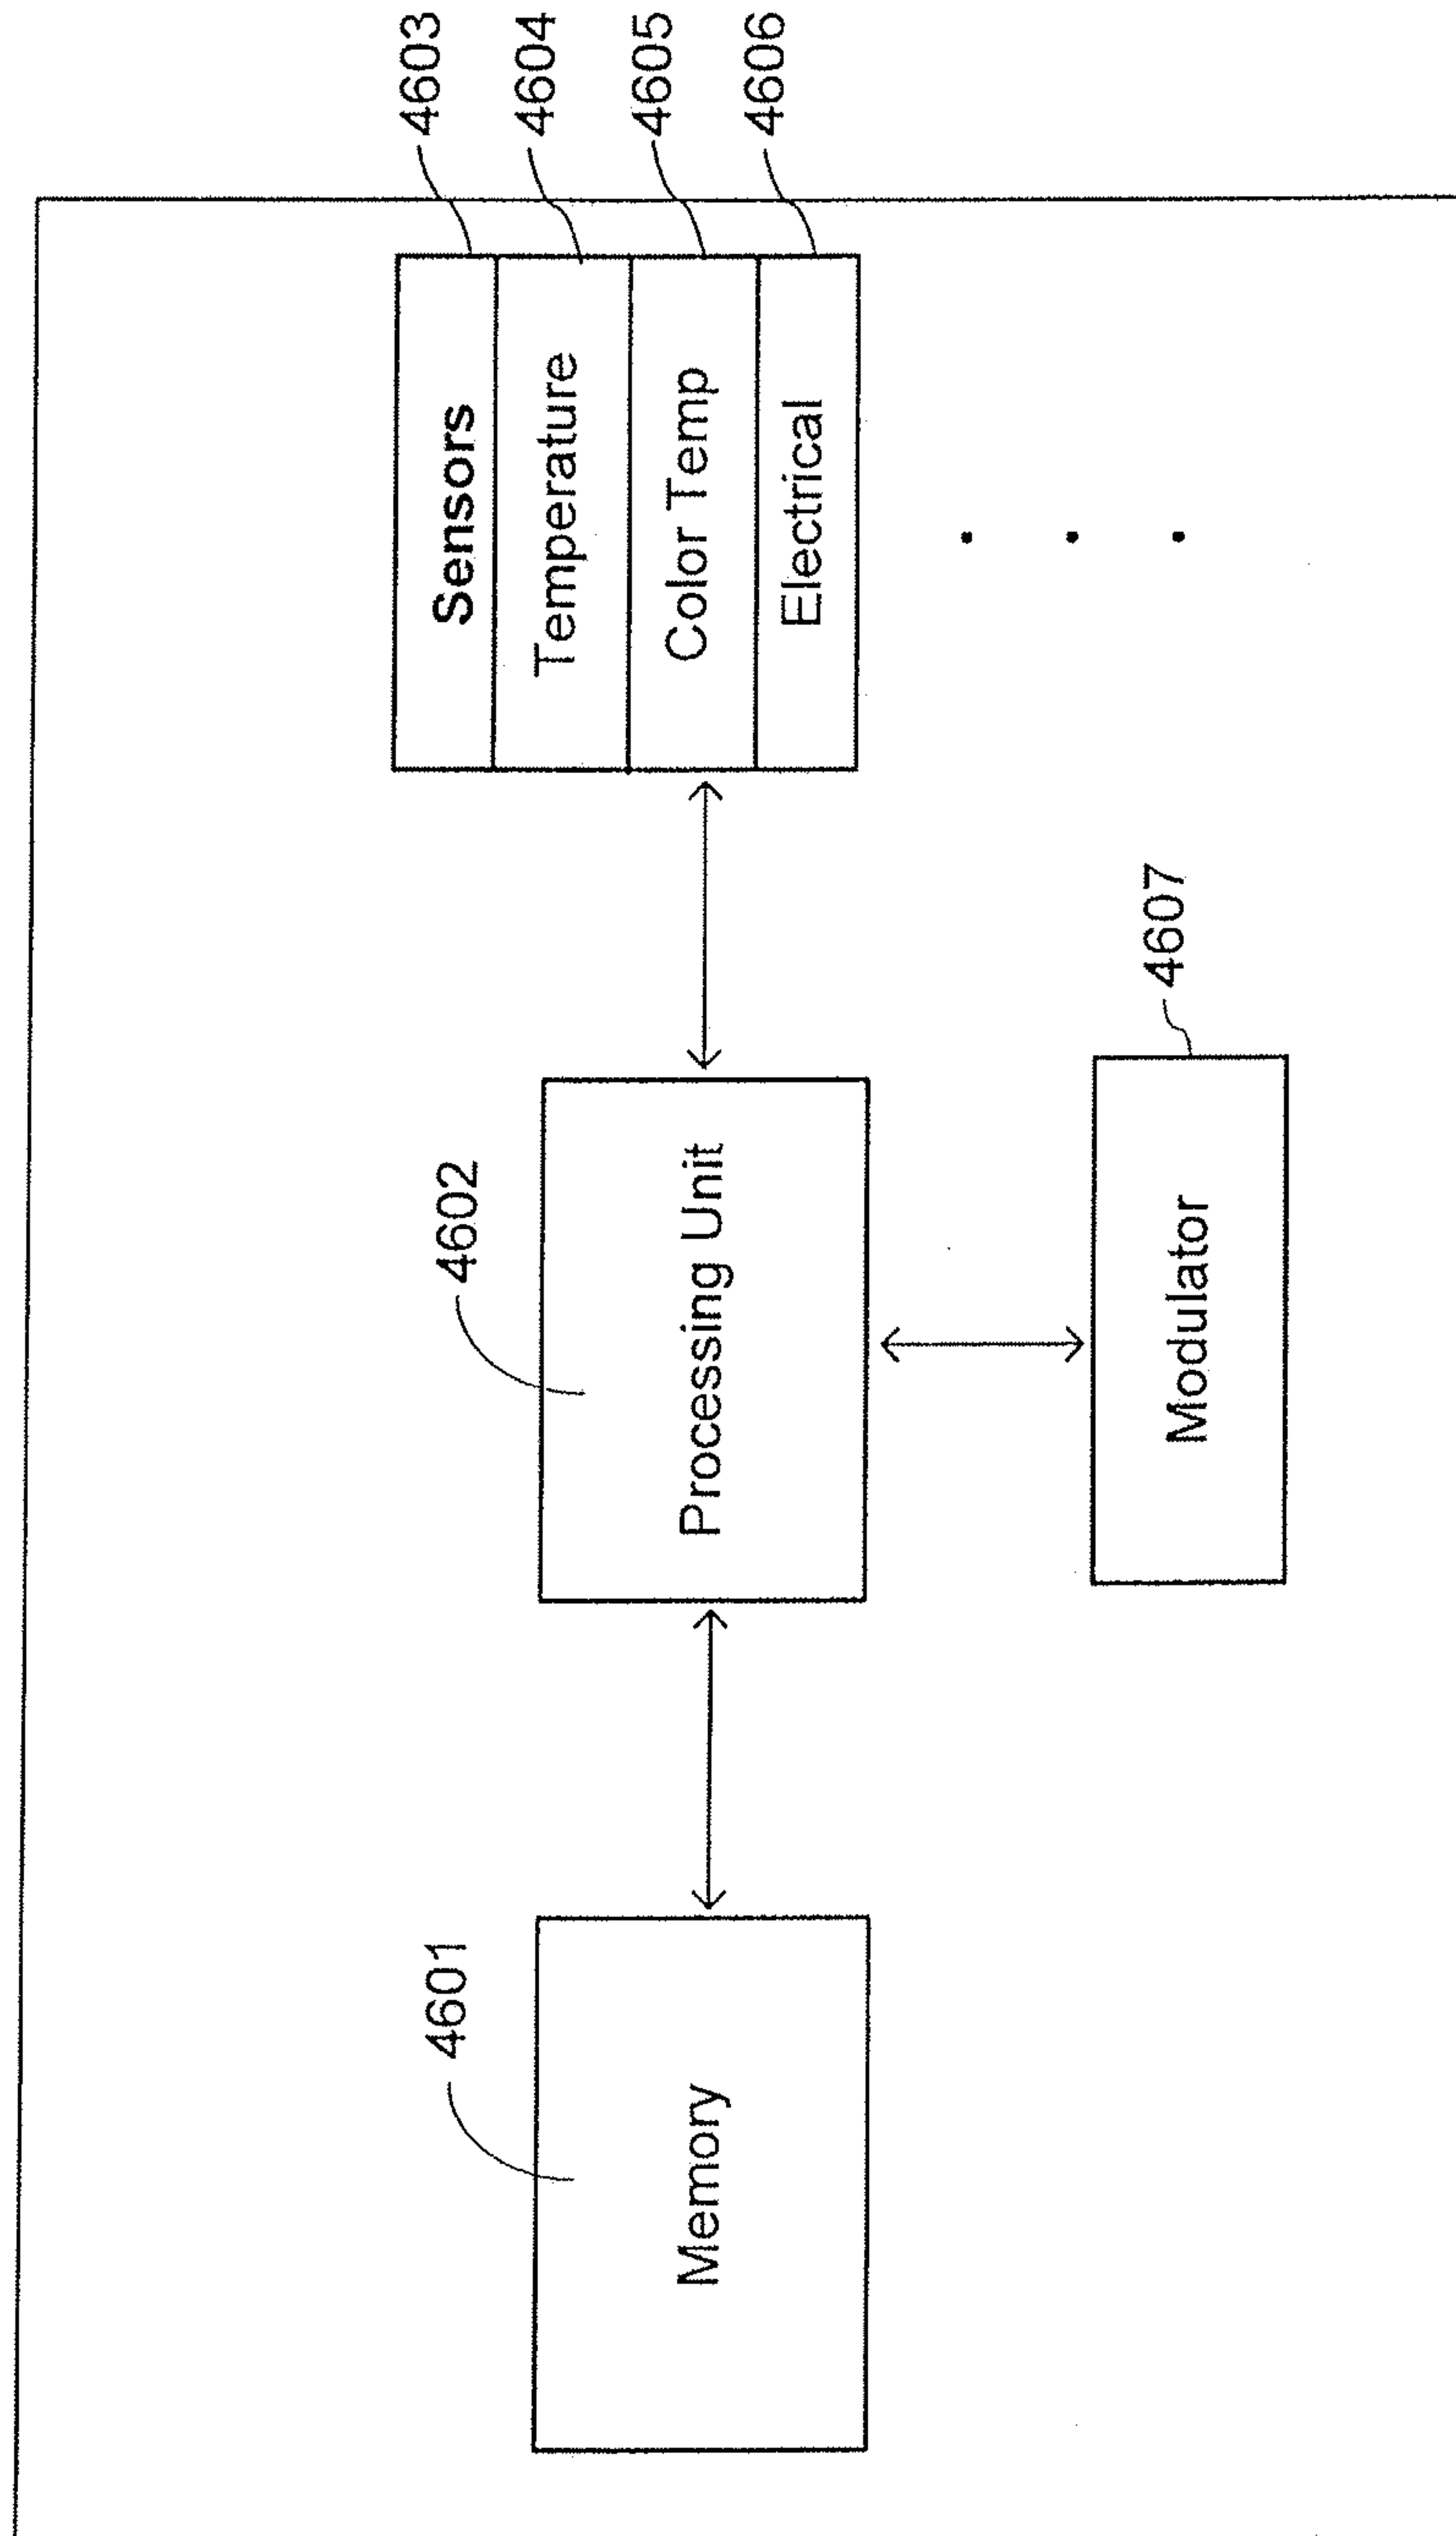 4603
Sensors
4604
Temperature
4605
Color Temp
4606
Electrical
4602
Processing Unit
4601
Memory
4607
Modulator